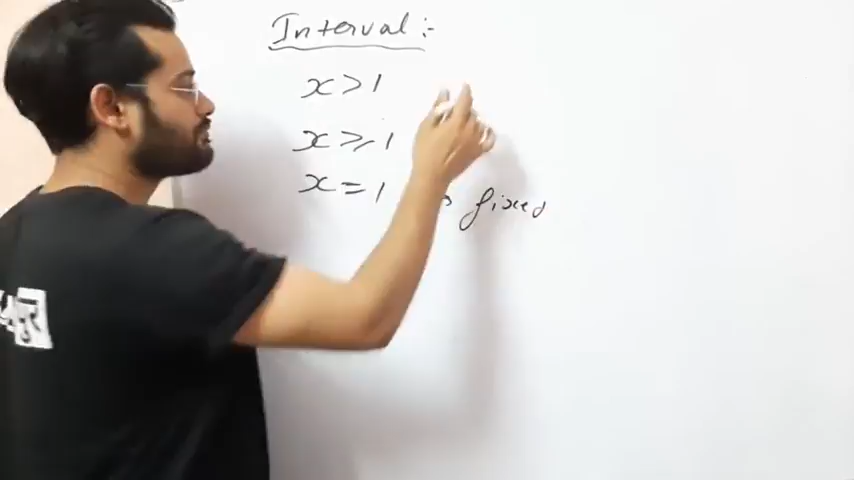 Interval :-
x > 1
x ≥ 1
x = 1 fixed